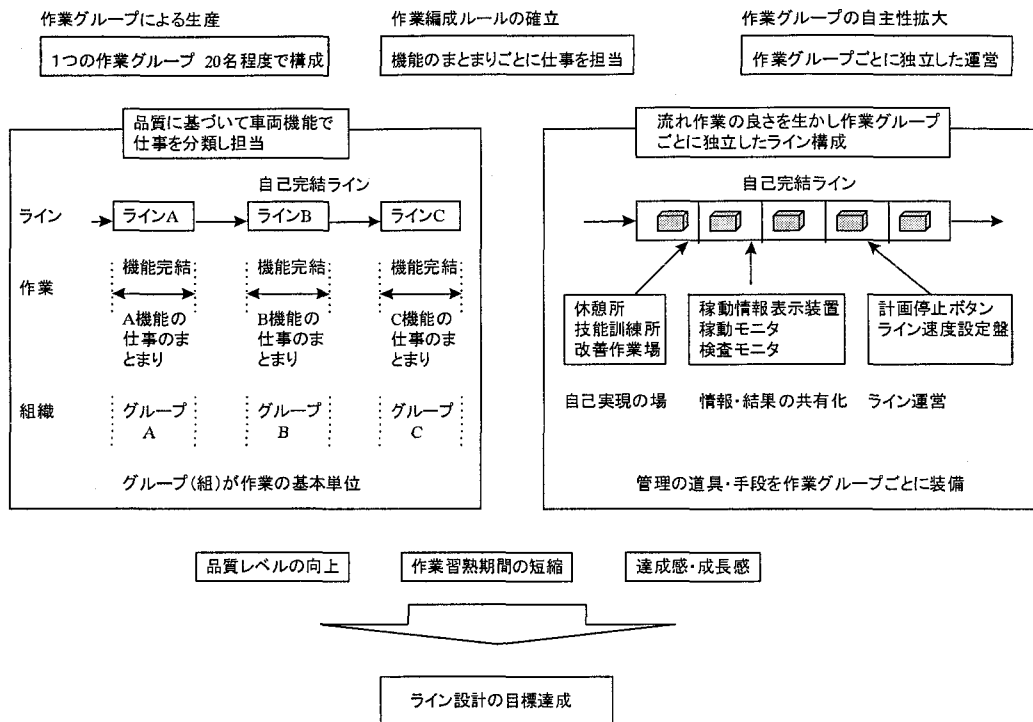 作業グループによる生産
作業編成ルールの確立
作業グループの自主性拡大
1つの作業グループ 20名程度で構成
機能のまとまりごとに仕事を担当
作業グループごとに独立した運営
品質に基づいて車両機能で
仕事を分類し担当
自己完結ライン
ライン
ラインA
ラインB
ラインC
作業
機能完結
機能完結
機能完結
A機能の
仕事のま
とまり
B機能の
仕事のま
とまり
C機能の
仕事のま
とまり
組織
グループ
A
グループ
B
グループ
C
グループ(組)が作業の基本単位
流れ作業の良さを生かし作業グループ
ごとに独立したライン構成
自己完結ライン
休憩所
技能訓練所
改善作業場
稼動情報表示装置
稼動モニタ
検査モニタ
計画停止ボタン
ライン速度設定盤
自己実現の場
情報・結果の共有化
ライン運営
管理の道具・手段を作業グループごとに装備
品質レベルの向上
作業習熟期間の短縮
達成感・成長感
ライン設計の目標達成